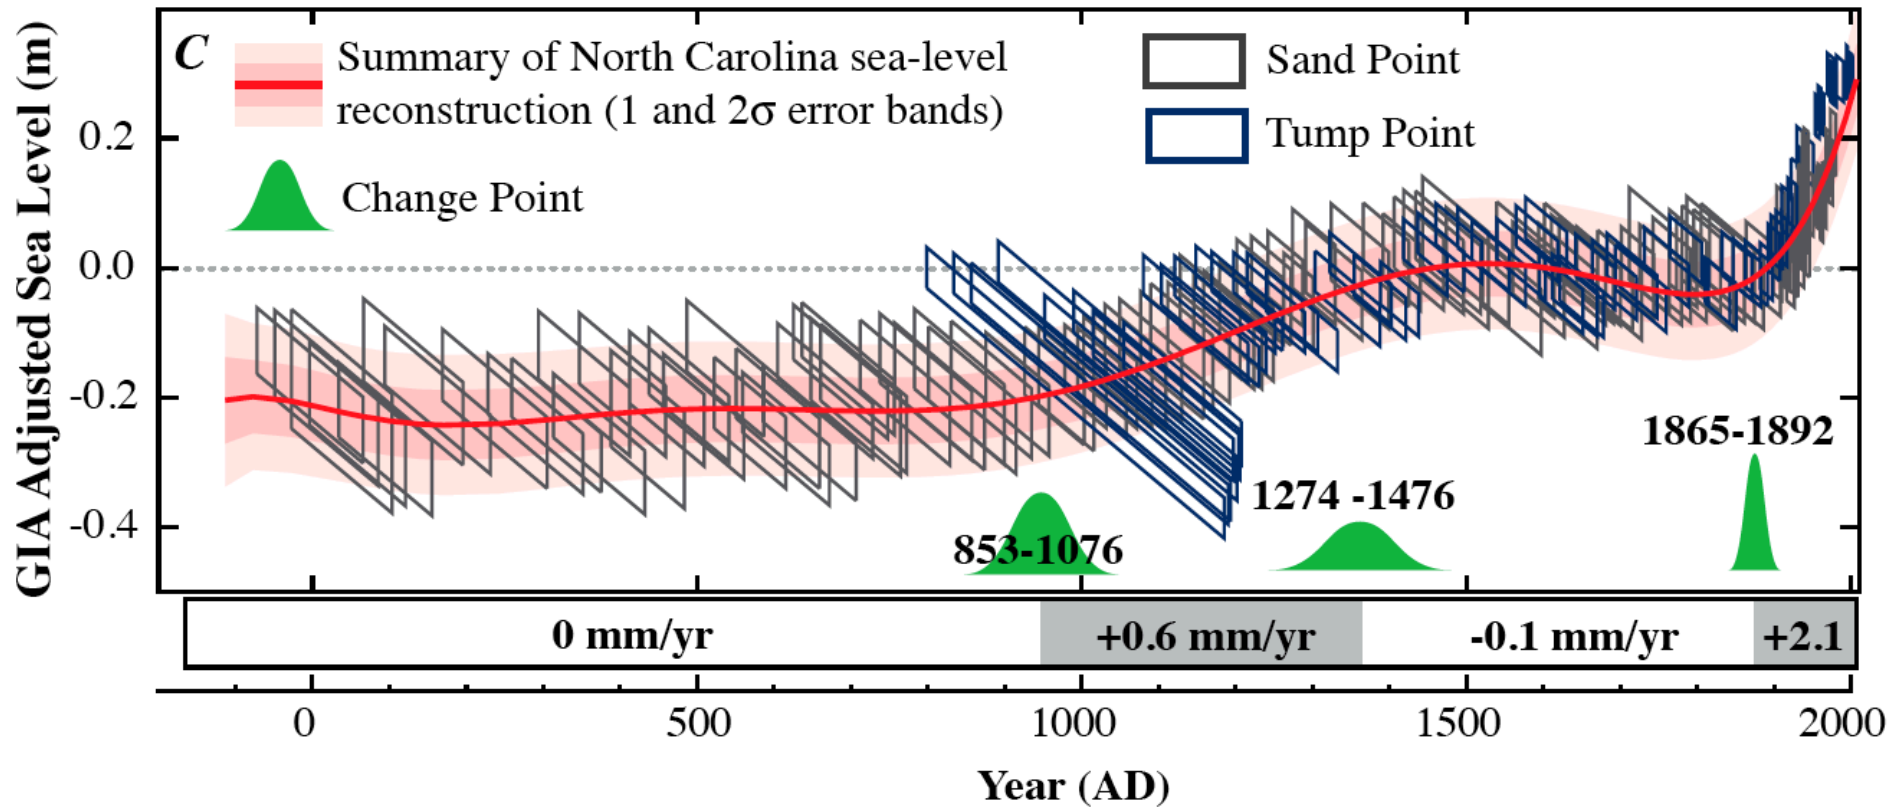 C
Summary of North Carolina sea-level
reconstruction (1 and 2σ error bands)
Change Point
Sand Point
Tump Point
GIA Adjusted Sea Level (m)
0.2
0.0
-0.2
-0.4
853-1076
1274 -1476
1865-1892
0 mm/yr +0.6 mm/yr -0.1 mm/yr +2.1
0 500 1000 1500 2000
Year (AD)